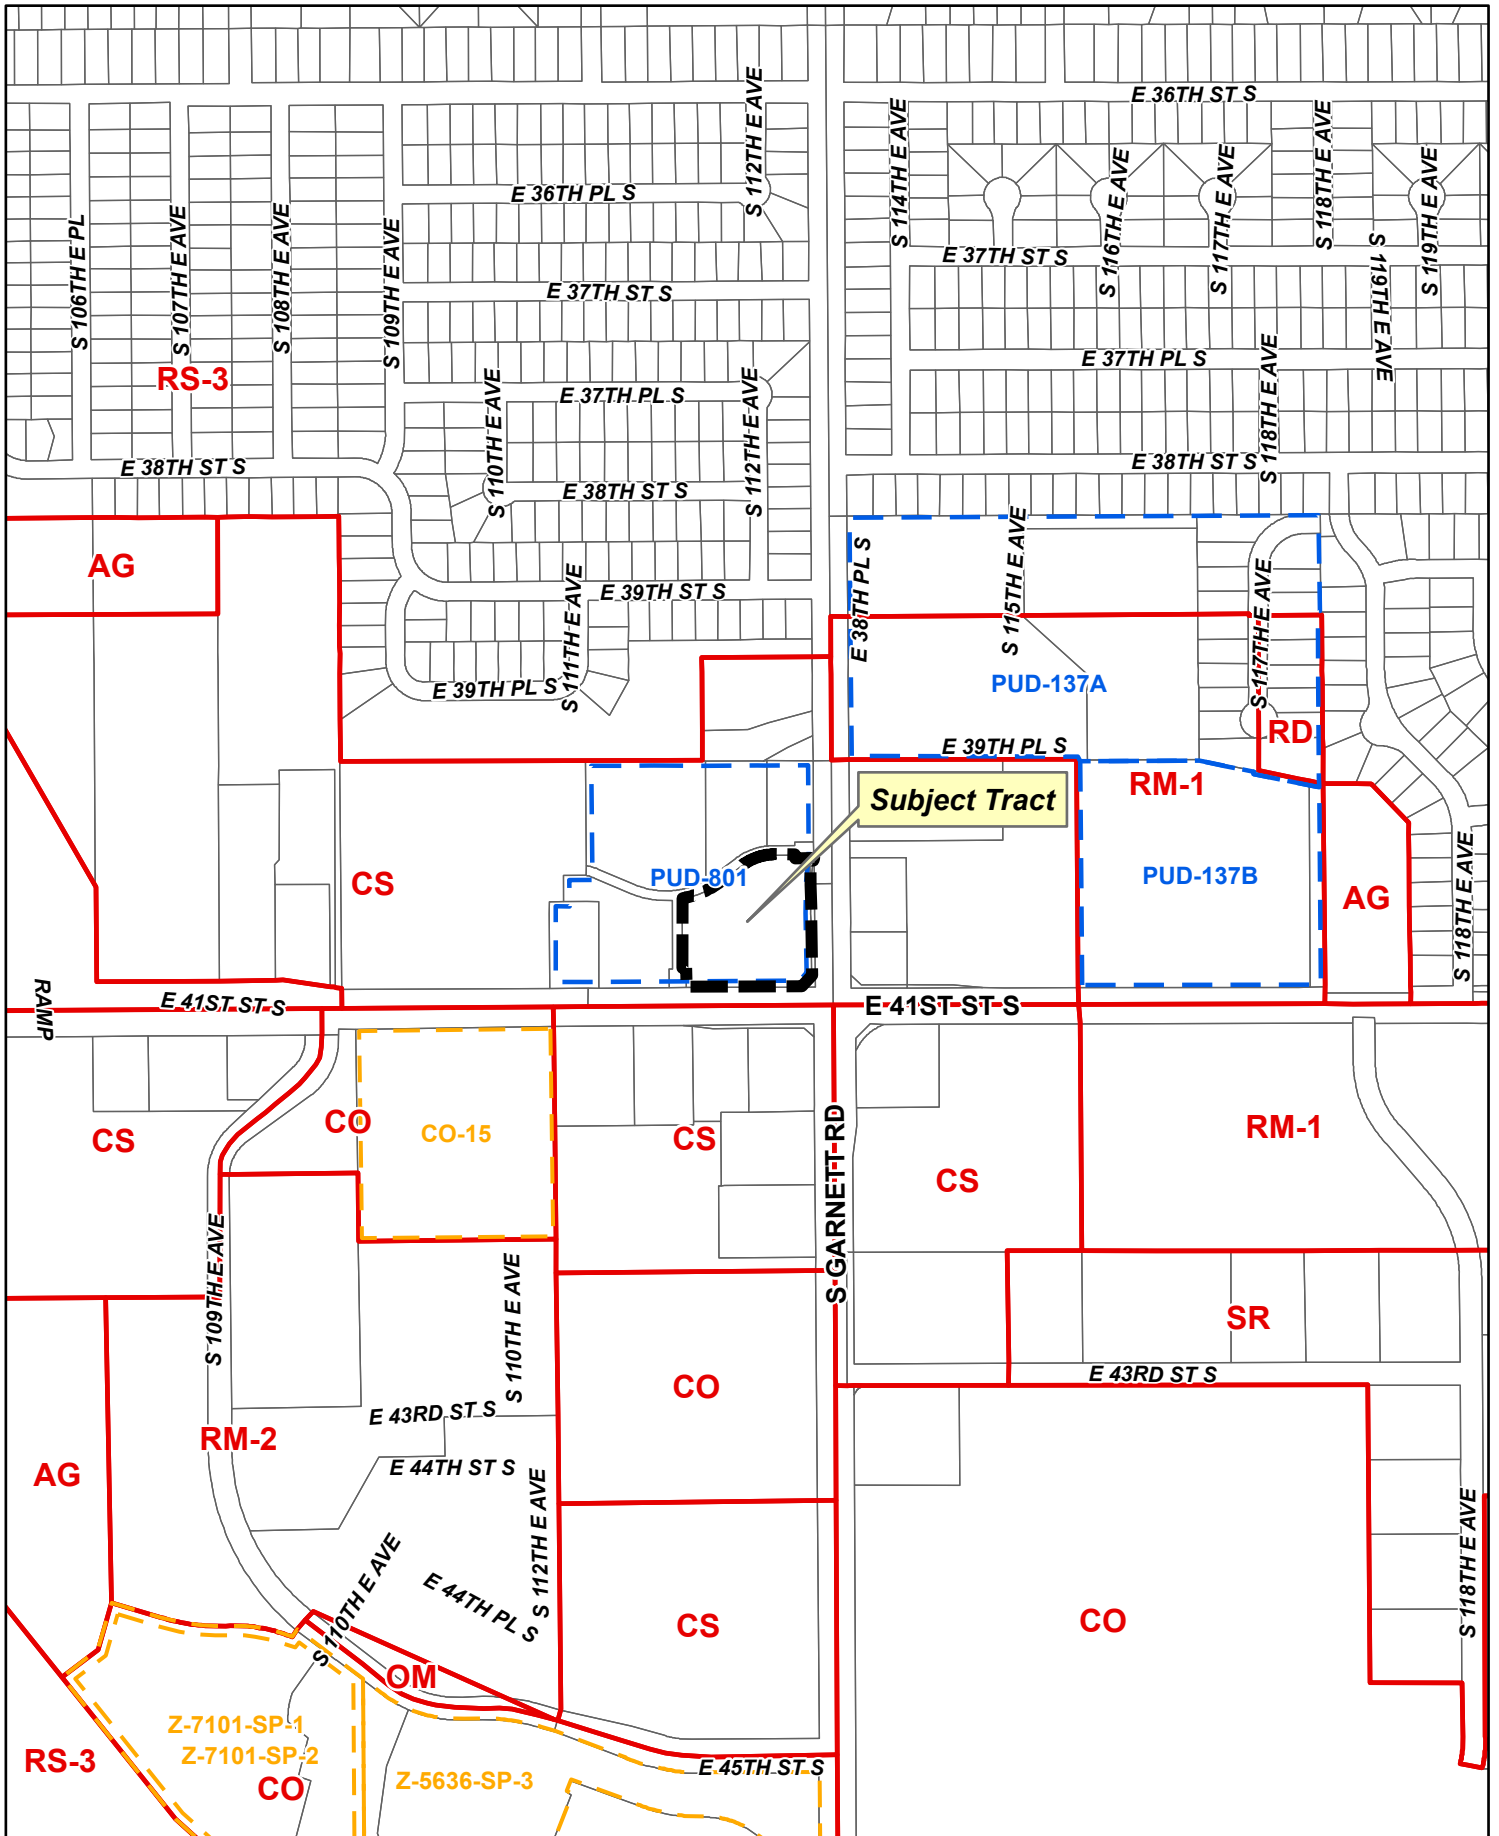 E 36TH ST S
S 112TH E AVE
S 114TH E AVE
S 118TH E AVE
S 116TH E AVE
S 117TH E AVE
S 119TH E AVE
E 36TH PL S
S 106TH E PL
S 107TH E AVE
S 108TH E AVE
S 109TH E AVE
E 37TH ST S
S 119TH E AVE
E 37TH ST S
RS-3
E 37TH PL S
E 37TH PL S
S 110TH E AVE
S 112TH E AVE
S 118TH E AVE
E 38TH ST S
E 38TH ST S
E 38TH ST S
AG
E 38TH PL S
S 115TH E AVE
S 117TH E AVE
E 39TH ST S
S 111TH E AVE
E 39TH PL S
PUD-137A
RD
E 39TH PL S
RM-1
Subject Tract
CS
PUD-801
PUD-137B
AG
S 118TH E AVE
RAMP
E 41ST ST S
E 41ST ST S
CO
CO-15
CS
CS
S GARNETT RD
CS
RM-1
S 109TH E AVE
S 110TH E AVE
SR
E 43RD ST S
CO
E 43RD ST S
RM-2
E 44TH ST S
AG
S 112TH E AVE
S 118TH E AVE
S 110TH E AVE
E 44TH PL S
CS
CO
OM
Z-7101-SP-1
Z-7101-SP-2
RS-3
CO
Z-5636-SP-3
E 45TH ST S